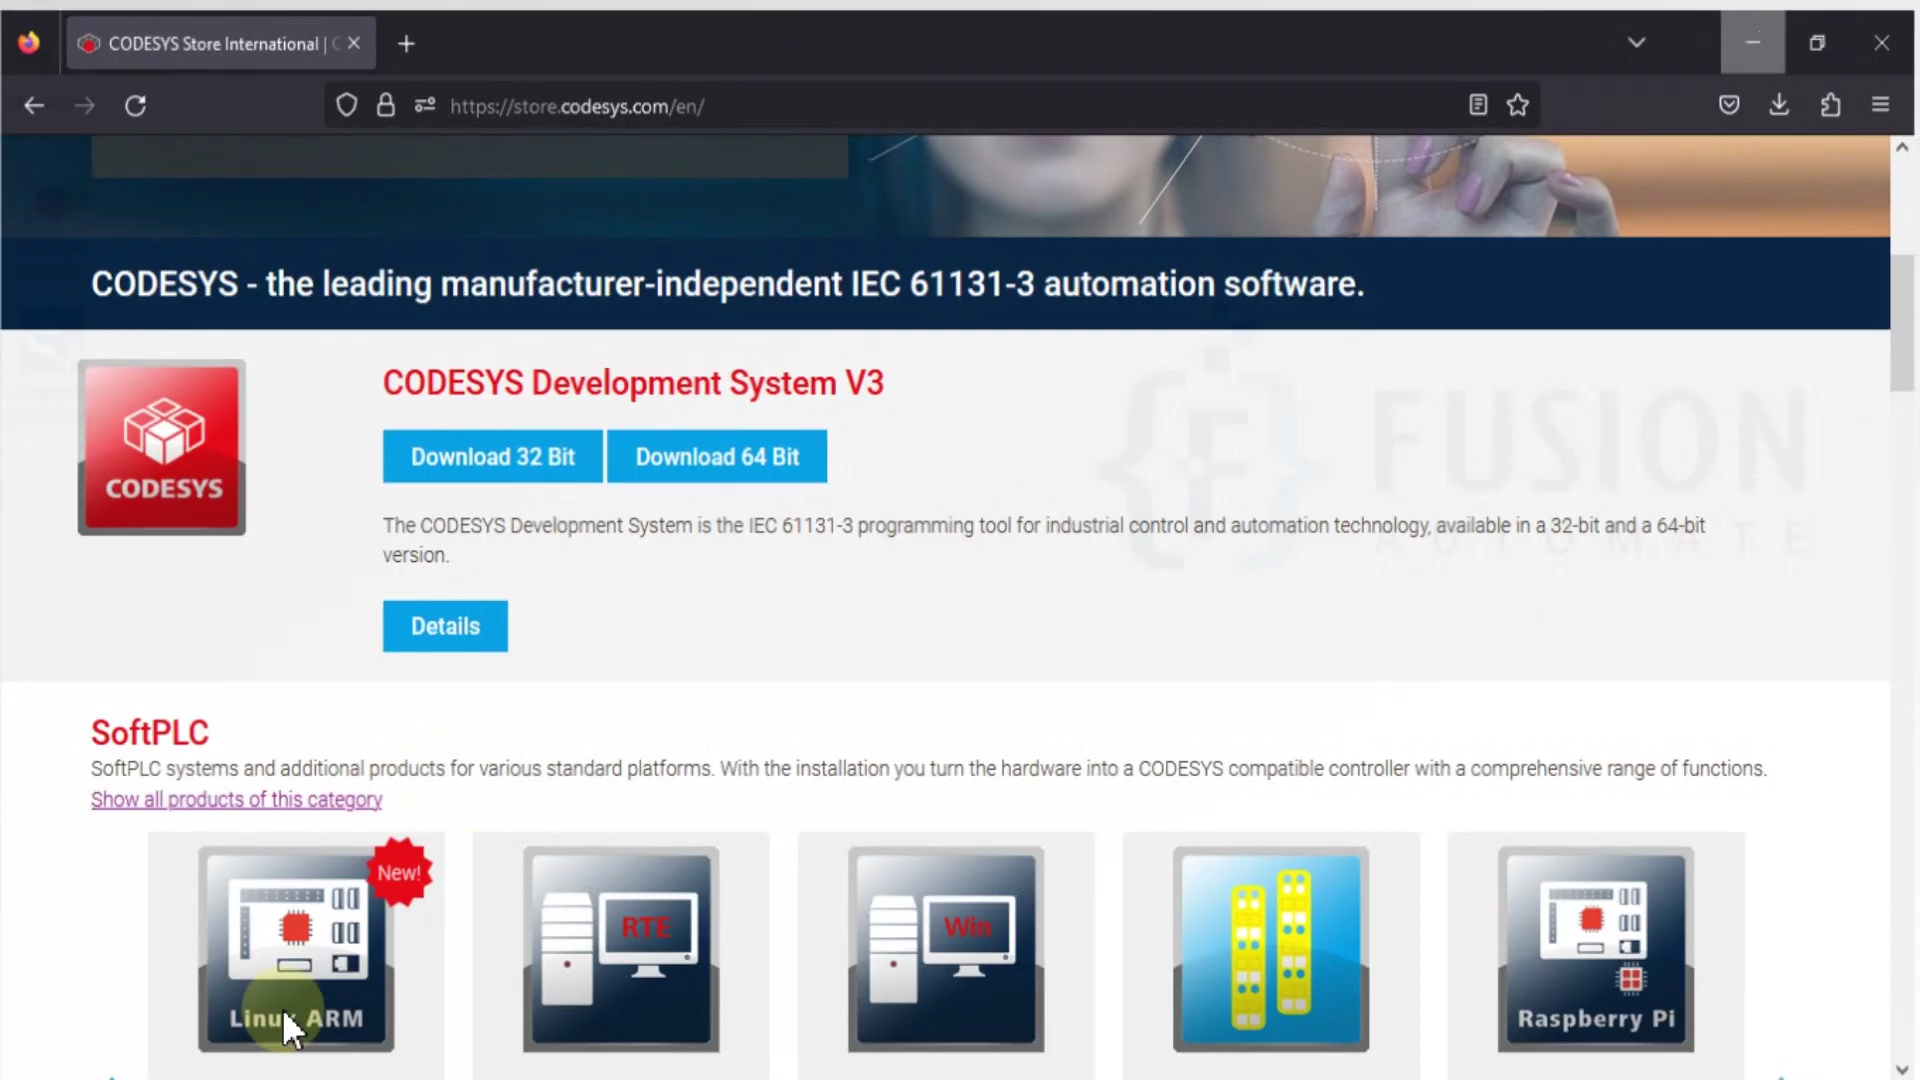 CODESYS Store International | C
https://store.codesys.com/en/
CODESYS - the leading manufacturer-independent IEC 61131-3 automation software.
CODESYS
CODESYS Development System V3
Download 32 Bit
Download 64 Bit
The CODESYS Development System is the IEC 61131-3 programming tool for industrial control and automation technology, available in a 32-bit and a 64-bit
version.
Details
FUSION
AUTOMATE
SoftPLC
SoftPLC systems and additional products for various standard platforms. With the installation you turn the hardware into a CODESYS compatible controller with a comprehensive range of functions.
Show all products of this category
New!
Linux ARM
RTE
Win
Raspberry Pi